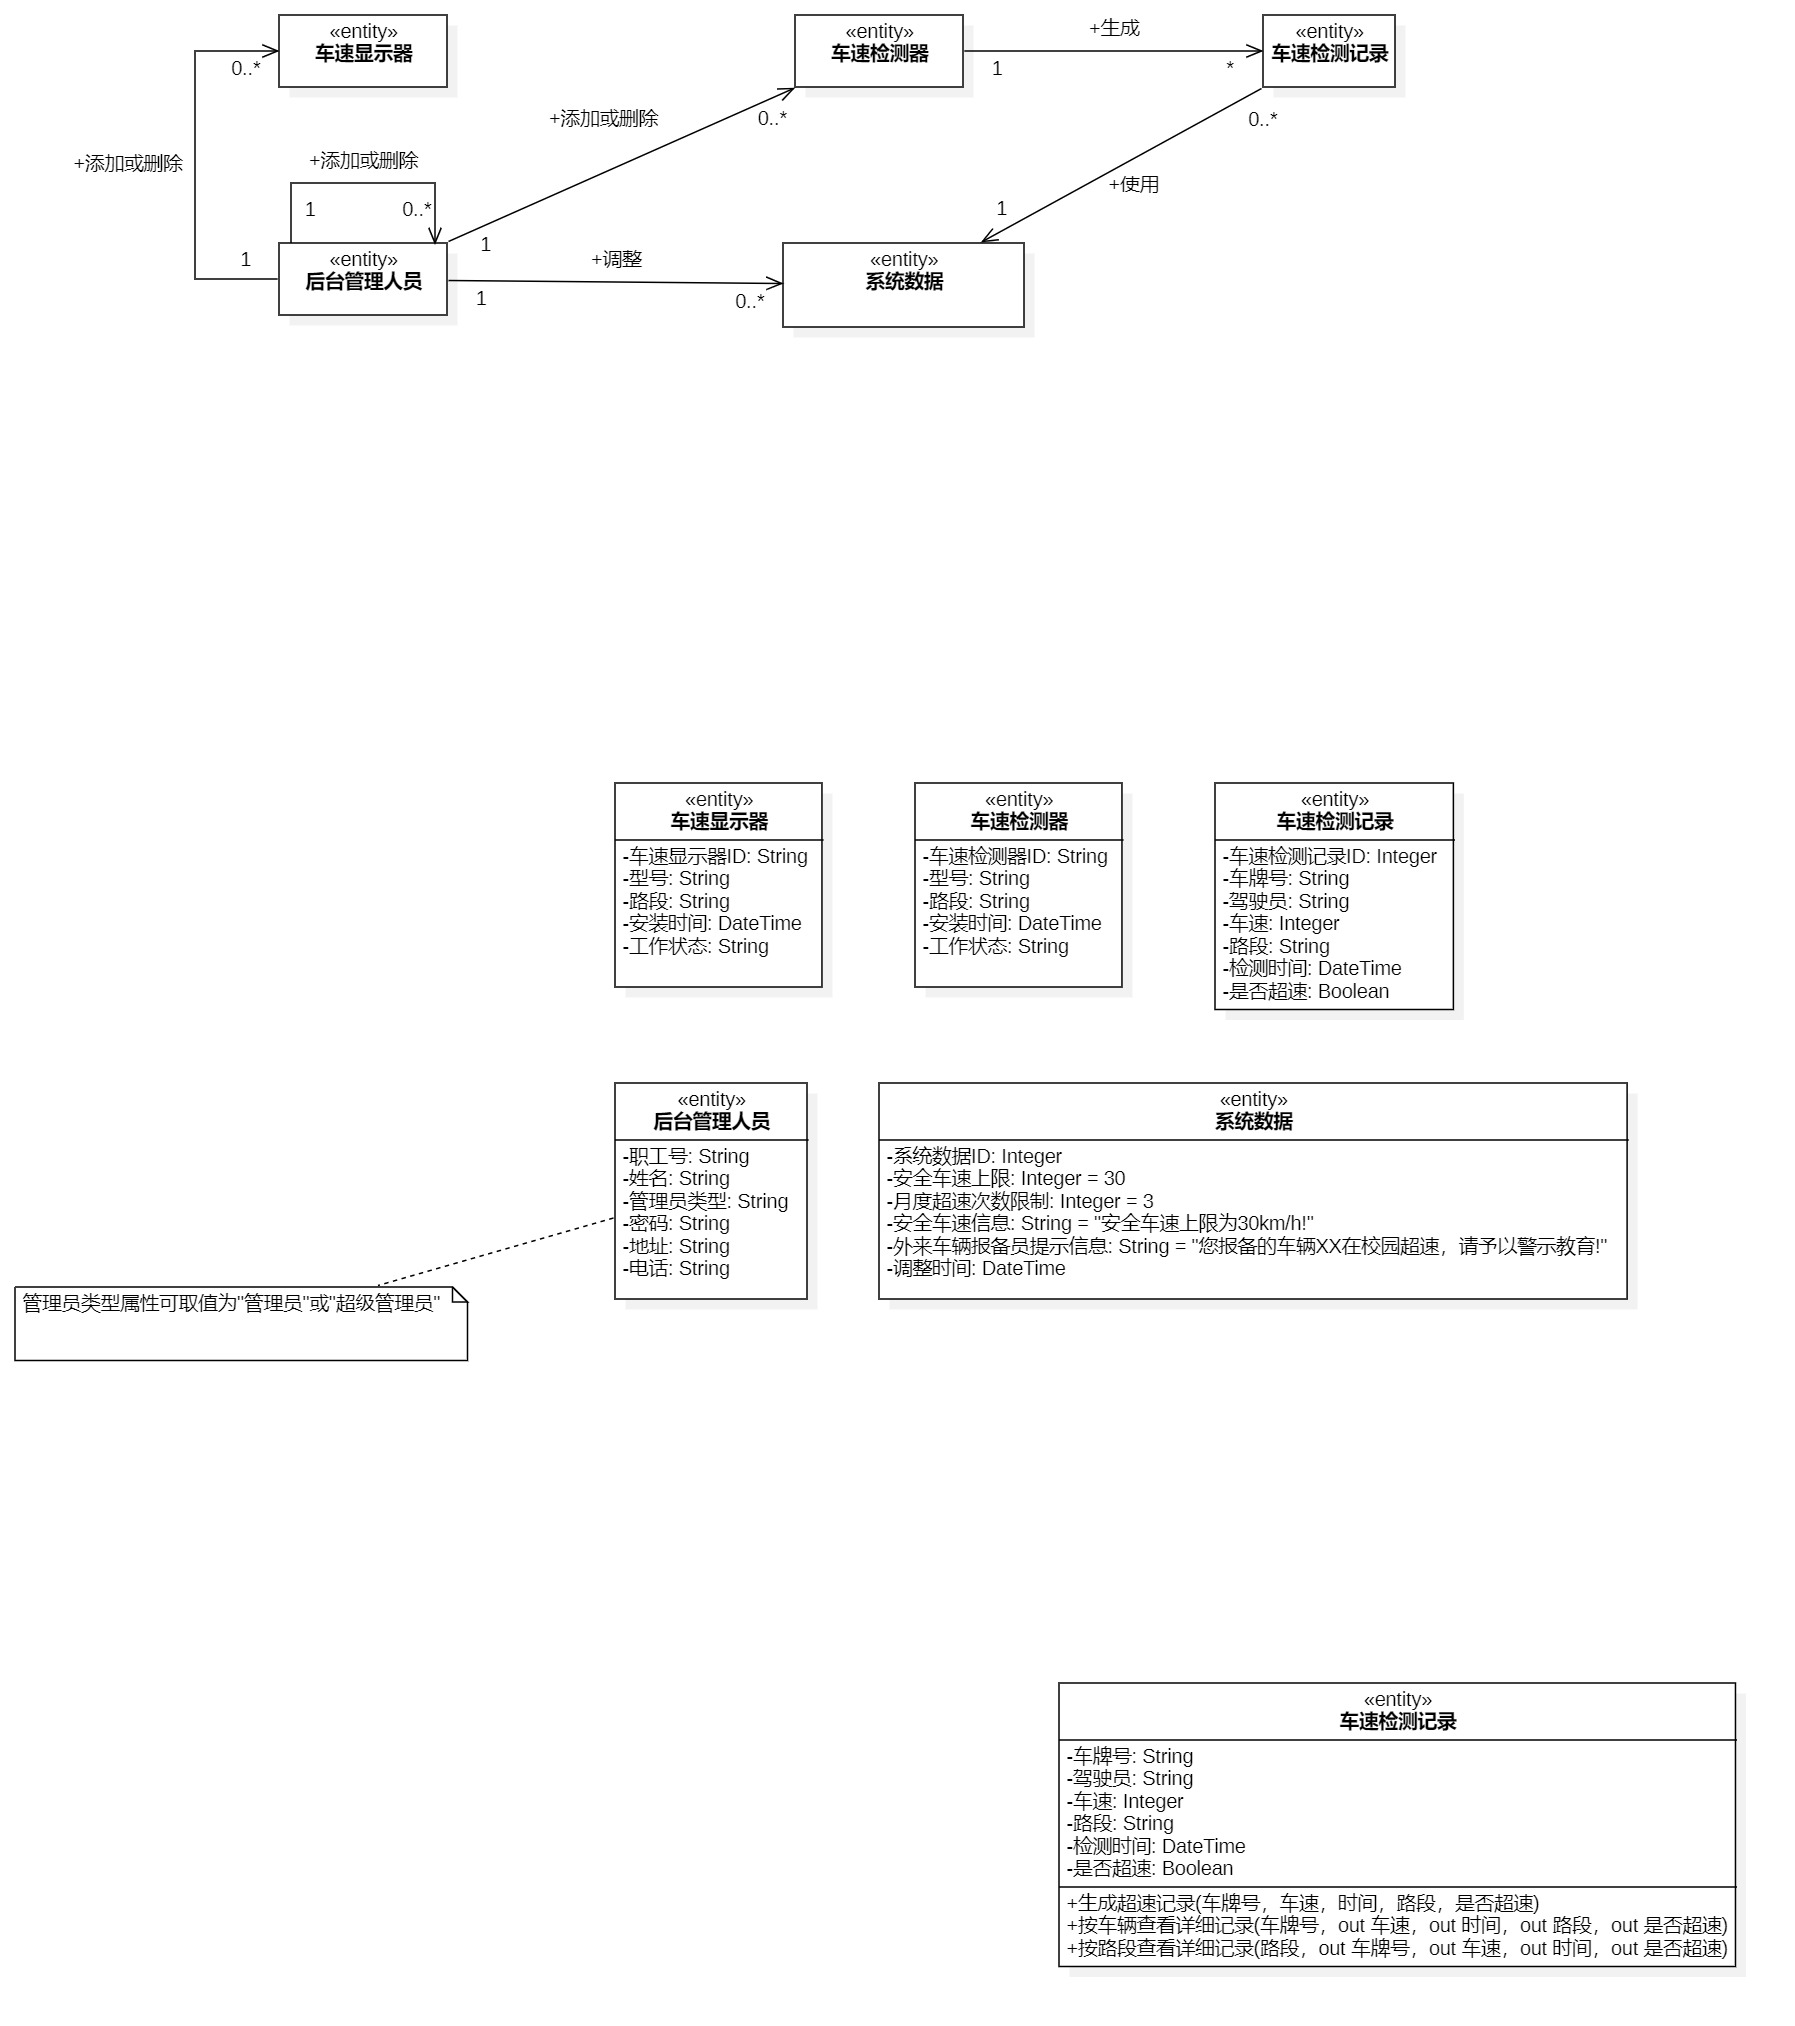 «entity»
车速显示器
0..*
«entity»
车速检测器
+生成
1
*
«entity»
车速检测记录
+添加或删除
0..*
0..*
+添加或删除
+添加或删除
+使用
1
0..*
1
1
1
«entity»
后台管理人员
+调整
1
0..*
«entity»
系统数据
«entity»
车速显示器
-车速显示器ID: String
-型号: String
-路段: String
-安装时间: DateTime
-工作状态: String
«entity»
车速检测器
-车速检测器ID: String
-型号: String
-路段: String
-安装时间: DateTime
-工作状态: String
«entity»
车速检测记录
-车速检测记录ID: Integer
-车牌号: String
-驾驶员: String
-车速: Integer
-路段: String
-检测时间: DateTime
-是否超速: Boolean
«entity»
后台管理人员
-职工号: String
-姓名: String
-管理员类型: String
-密码: String
-地址: String
-电话: String
«entity»
系统数据
-系统数据ID: Integer
-安全车速上限: Integer = 30
-月度超速次数限制: Integer = 3
-安全车速信息: String = "安全车速上限为30km/h!"
-外来车辆报备员提示信息: String = "您报备的车辆XX在校园超速，请予以警示教育!"
-调整时间: DateTime
管理员类型属性可取值为"管理员"或"超级管理员"
«entity»
车速检测记录
-车牌号: String
-驾驶员: String
-车速: Integer
-路段: String
-检测时间: DateTime
-是否超速: Boolean
+生成超速记录(车牌号，车速，时间，路段，是否超速)
+按车辆查看详细记录(车牌号，out 车速，out 时间，out 路段，out 是否超速)
+按路段查看详细记录(路段，out 车牌号，out 车速，out 时间，out 是否超速)